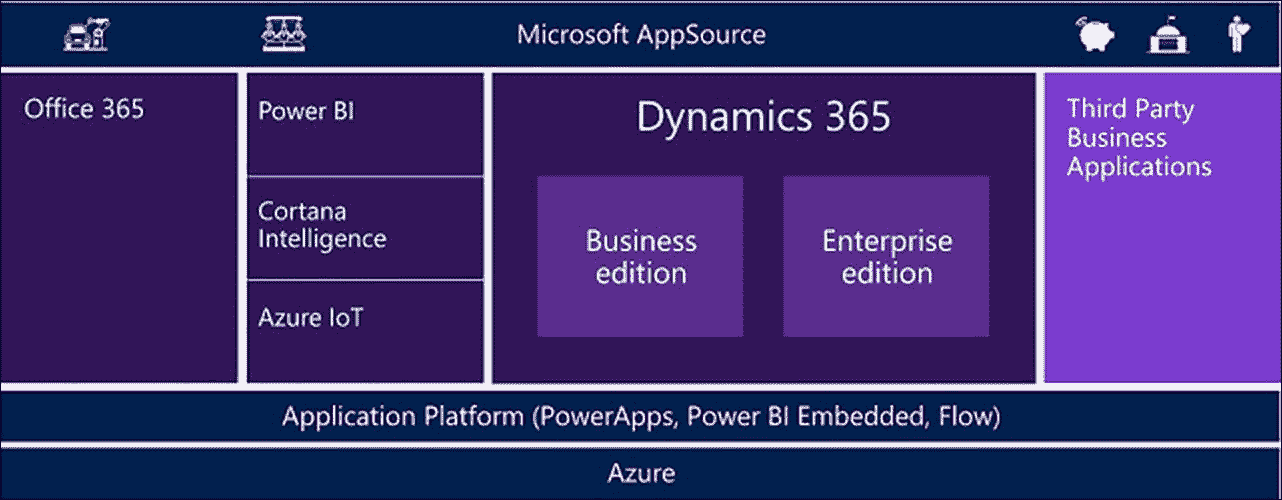 Microsoft AppSource
Office 365
Power BI
Cortana
Intelligence
Azure IoT
Dynamics 365
Business
edition
Enterprise
edition
Third Party
Business
Applications
Application Platform (PowerApps, Power BI Embedded, Flow)
Azure